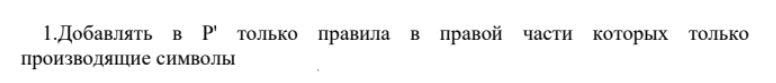 1.Добавлять в P' только правила в правой части которых только
производящие символы